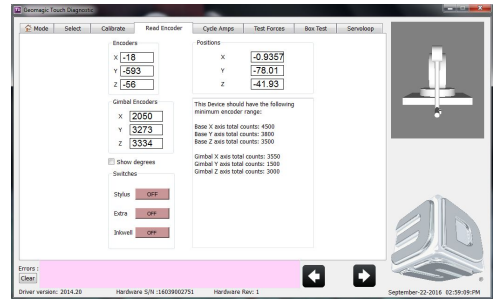 Geomagic Touch Diagnostic
Mode Select Calibrate Read Encoder Cycle Amps Test Forces Box Test Servoloop
Encoders
X -18
Y -593
Z -56
Positions
X -0.9357
Y -78.01
Z -41.93
Gimbal Encoders
X 2050
Y 3273
Z 3334
This Device should have the following
minimum encoder range:
Base X axis total counts: 4500
Base Y axis total counts: 3800
Base Z axis total counts: 3500
Gimbal X axis total counts: 3550
Gimbal Y axis total counts: 1500
Gimbal Z axis total counts: 3000
Show degrees
Switches
Stylus OFF
Extra OFF
Inkwell OFF
Errors :
Clear
Driver version: 2014.20 Hardware S/N :16039002751 Hardware Rev: 1 September-22-2016 02:59:09:PM
3DS